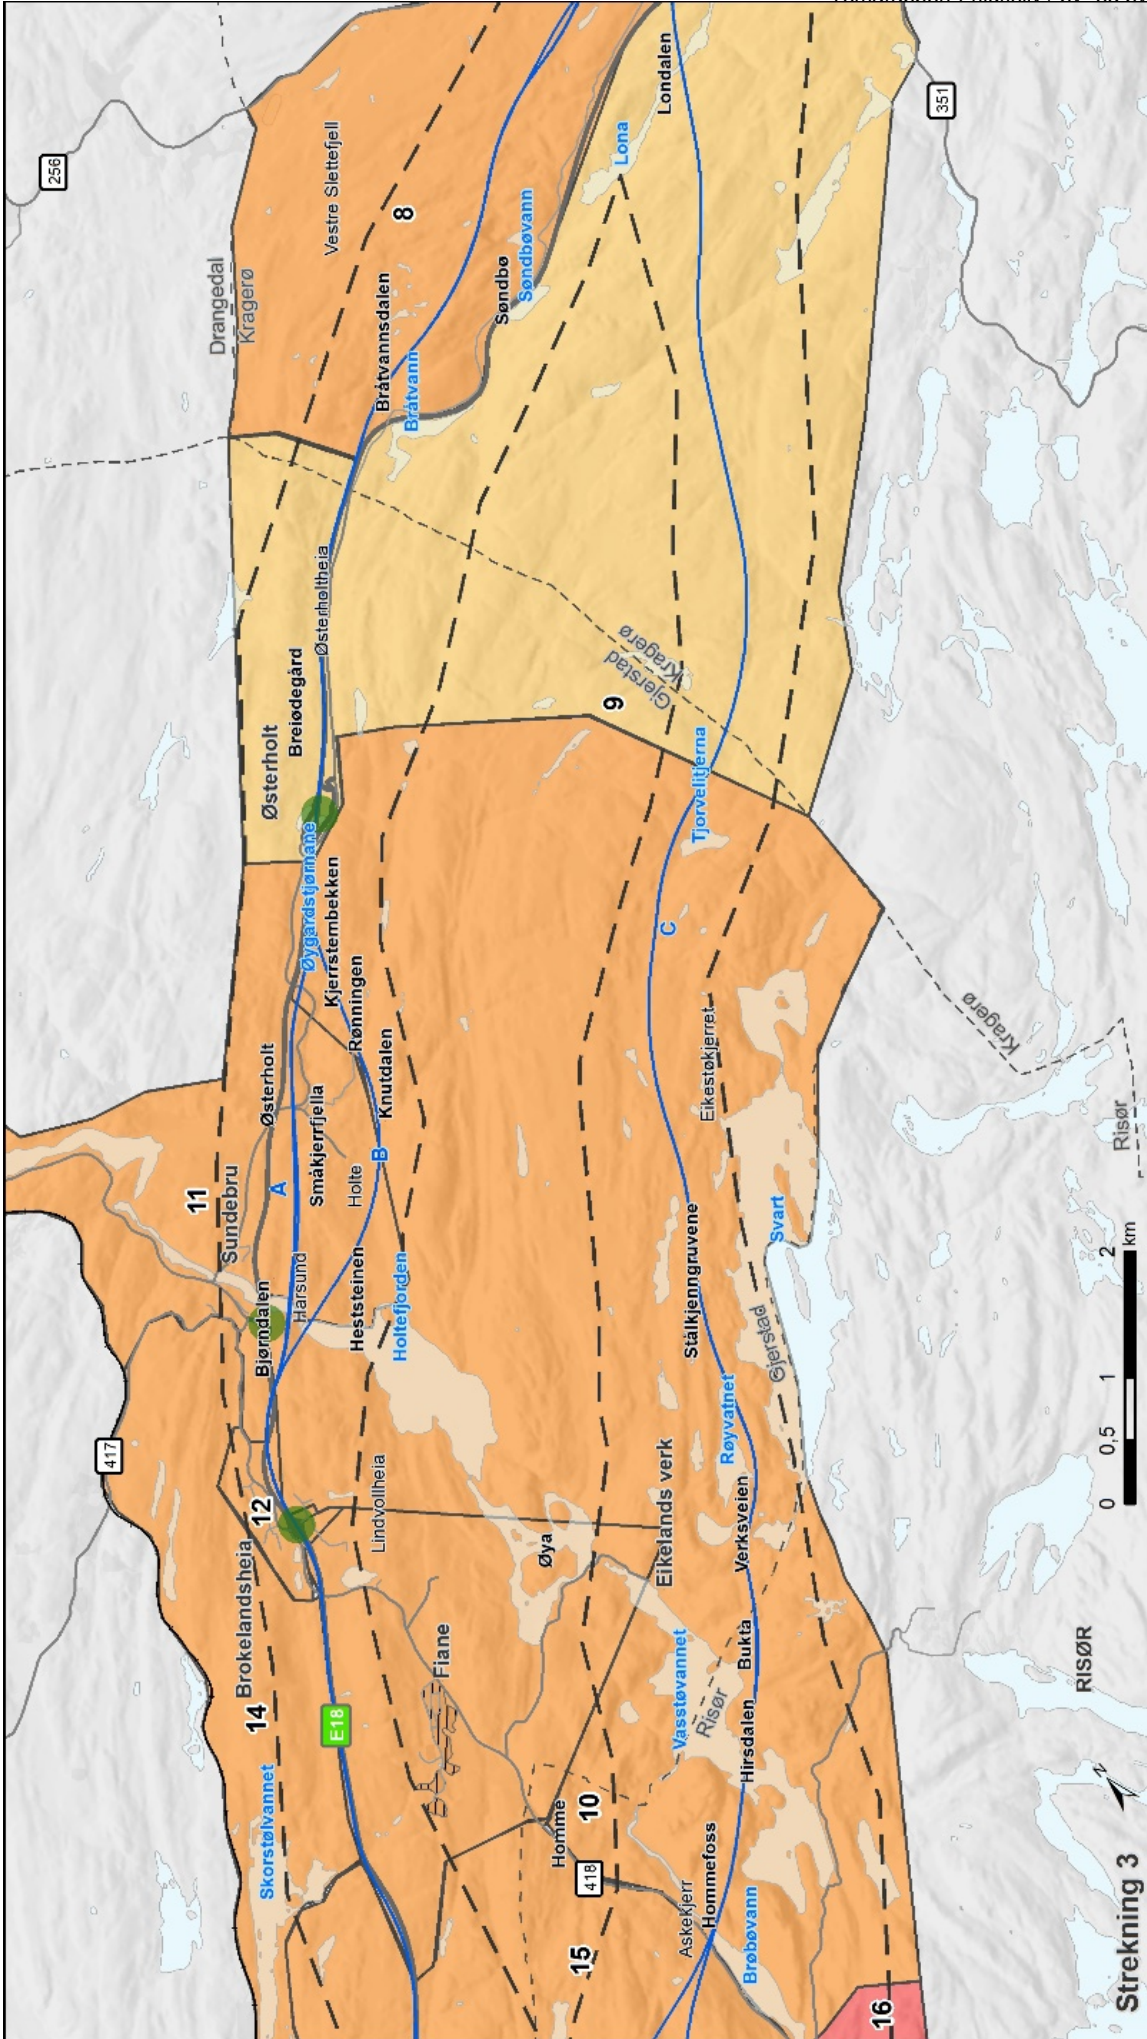 256
351
Londalen
Lona
Vestre Slettefjell
8
Søndbøvann
Søndbø
Drangedal
Kragerø
Bråtvannsdalen
Bråtvann
Østerholtheia
Breiødegård
Østerholt
Kragerø
Gjerstad
9
Tjorvelitjerna
Øygardstjørnane
Kjerrstembekken
Rønningen
C
Østerholt
Knutdalen
Småkjerrfjella
Holte
B
A
Eikestøkjerret
Kragerø
Risør
11
Sundebru
Hårsund
Bjørndalen
Heststeinen
Holtefjorden
Svart
Stålkjenngruvene
Gjerstad
Røyvatnet
417
12
Lindvollheia
Brokelandsheia
Øya
Eikelands verk
Verksveien
0
0,5
1
2
km
14
E18
Fiane
Vasstøvannet
Risør
Bukta
Hirsdalen
RISØR
Skorstølvannet
Homme
10
418
Askekjerr
Hommefoss
Brøbøvann
15
16
N
Strekning 3